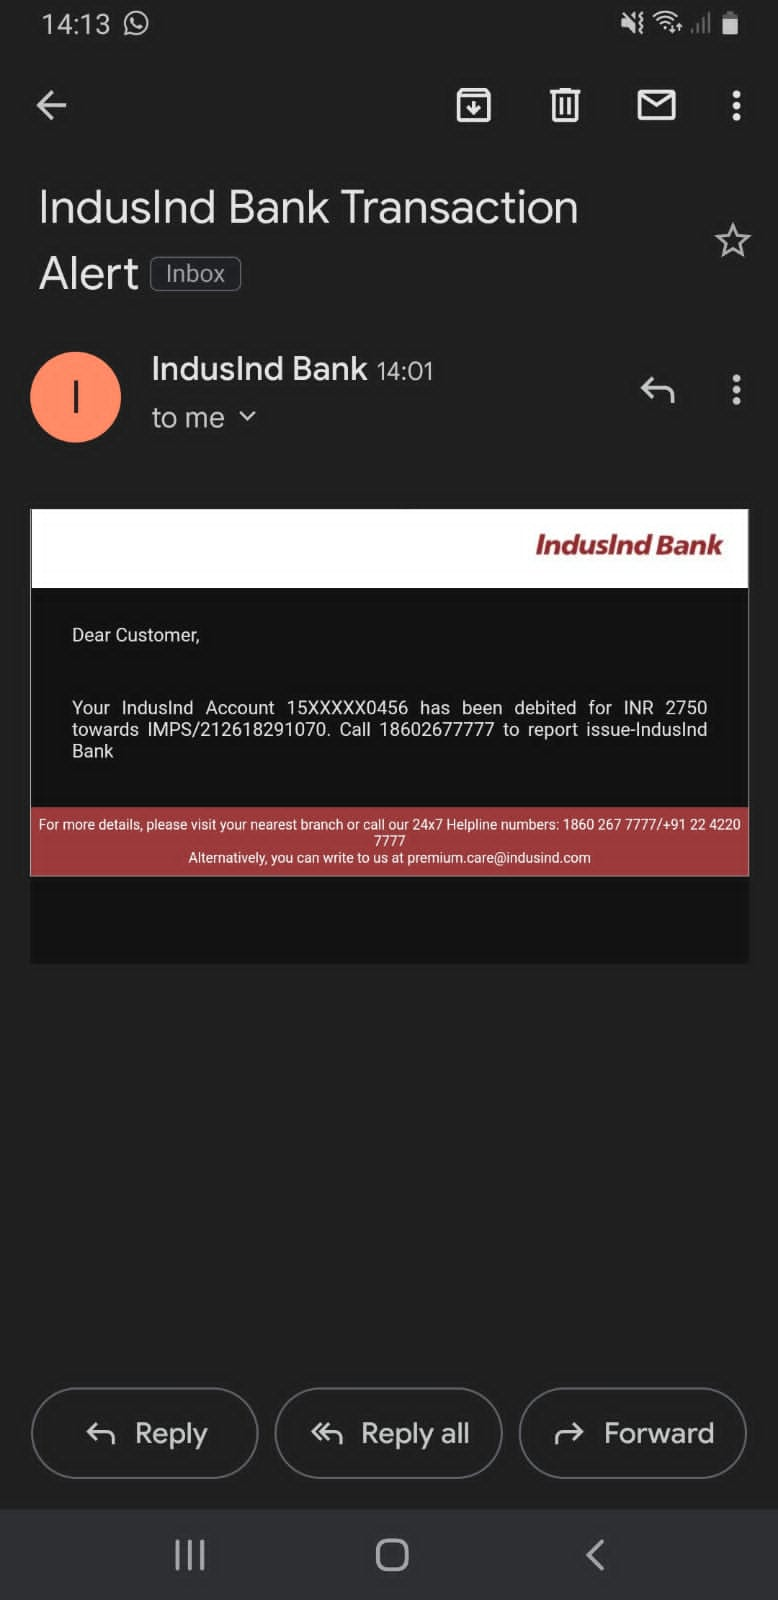 14:13
IndusInd Bank Transaction
Alert Inbox
I
IndusInd Bank 14:01
to me
IndusInd Bank
Dear Customer,
Your IndusInd Account 15XXXXX0456 has been debited for INR 2750
towards IMPS/212618291070. Call 18602677777 to report issue-IndusInd
Bank
For more details, please visit your nearest branch or call our 24x7 Helpline numbers: 1860 267 7777/+91 22 4220
7777
Alternatively, you can write to us at premium.care@indusind.com
Reply
Reply all
Forward